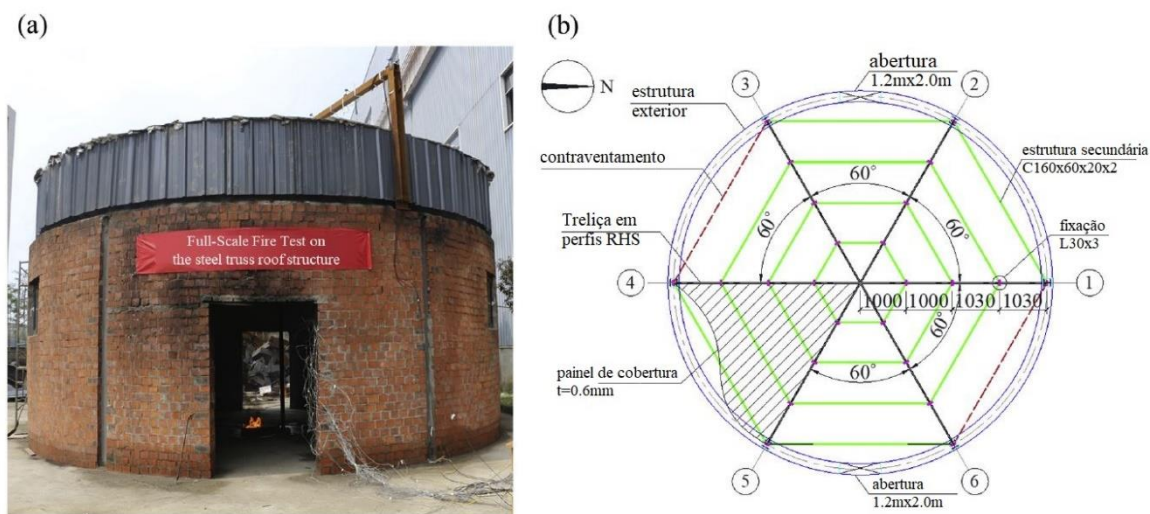 (a)
Full-Scale Fire Test on
the steel truss roof structure
(b)
N
abertura
1.2mx2.0m
3
2
estrutura
exterior
contraventamento
estrutura secundária
C160x60x20x2
60°
60°
60°
Treliça em
perfis RHS
fixação
L30x3
4
1
1000
1000
1030
1030
60°
60°
painel de cobertura
t=0.6mm
5
6
abertura
1.2mx2.0m